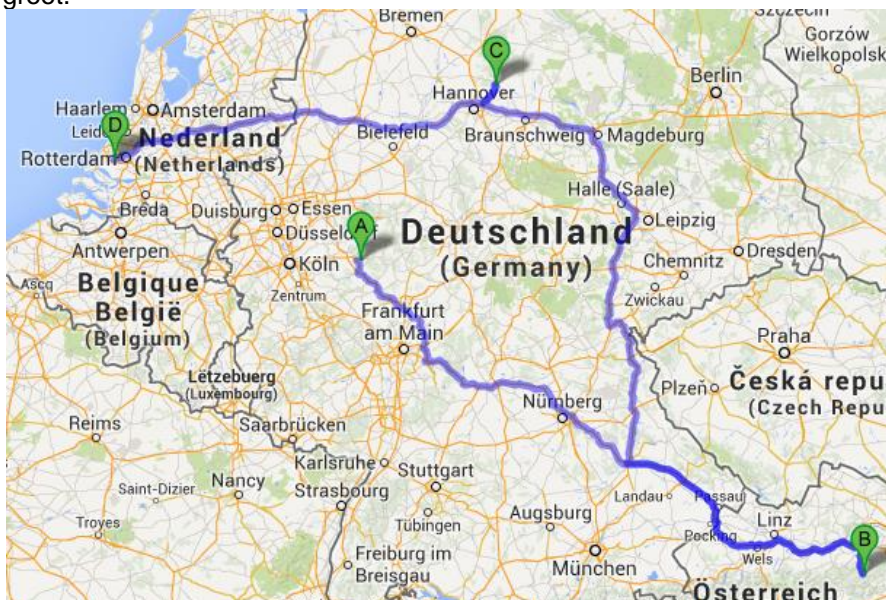 groot.
Bremen
Szczecin
Gorzów
Wielkopolsk
C
Berlin
Hannover
Haarlem
Amsterdam
Leid
D
Nederland
(Netherlands)
Bielefeld
Braunschweig
Magdeburg
Rotterdam
Halle (Saale)
Breda
Duisburg
Essen
Leipzig
A
Düsseldorf
Deutschland
(Germany)
Antwerpen
Köln
Chemnitz
Dresden
Ascq
Belgique
België
(Belgium)
Zentrum
Zwickau
Frankfurt
am Main
Praha
Lëtzebuerg
(Luxembourg)
Plzeň
Česká repu
(Czech Repu
Nürnberg
Reims
Saarbrücken
Karlsruhe
Stuttgart
Nancy
Landau
Passau
Saint-Dizier
Strasbourg
Troyes
Tübingen
Augsburg
Pocking
Linz
B
Wels
Freiburg im
Breisgau
München
Österreich